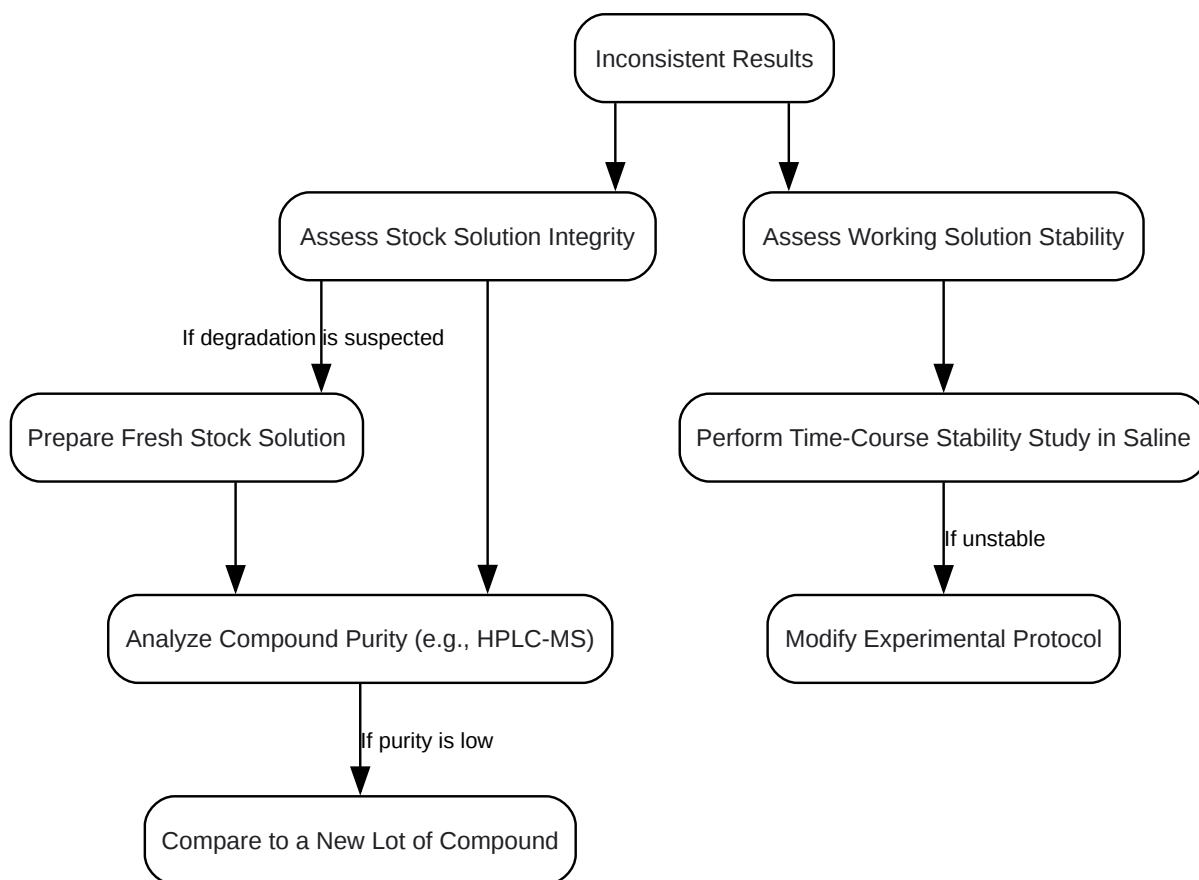 Inconsistent Results
Assess Stock Solution Integrity
Assess Working Solution Stability
If degradation is suspected
Prepare Fresh Stock Solution
Perform Time-Course Stability Study in Saline
If unstable
Analyze Compound Purity (e.g., HPLC-MS)
Modify Experimental Protocol
If purity is low
Compare to a New Lot of Compound